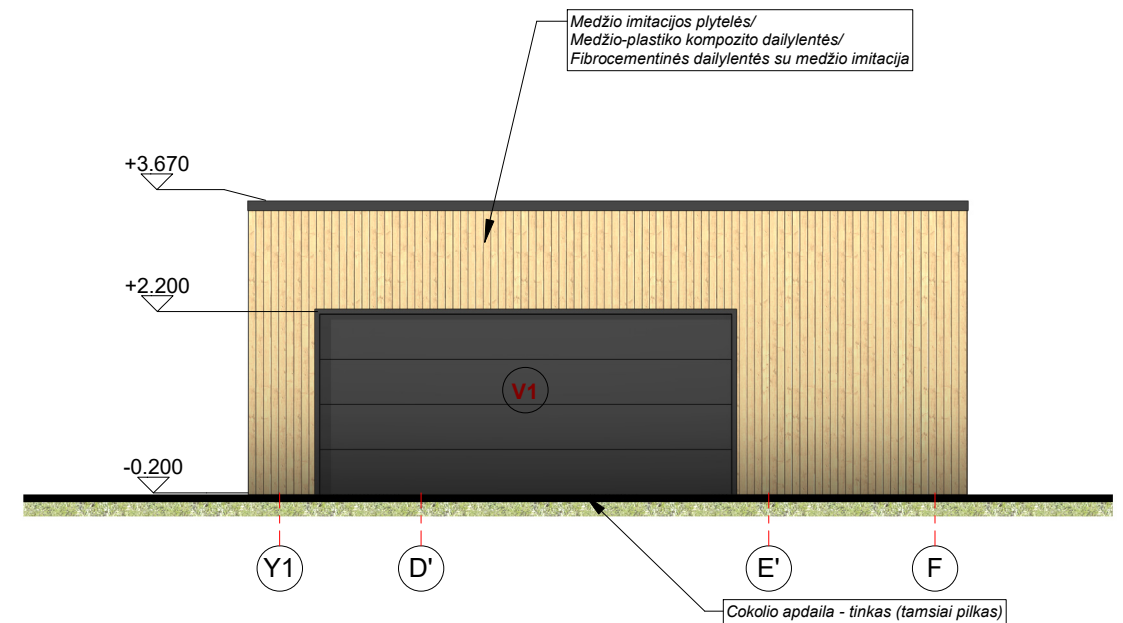 Medžio imitacijos plytelės/
Medžio-plastiko kompozito dailylentės/
Fibrocementinės dailylentės su medžio imitacija
+3.670
+2.200
V1
-0.200
Y1
D'
E'
F
Cokolio apdaila - tinkas (tamsiai pilkas)